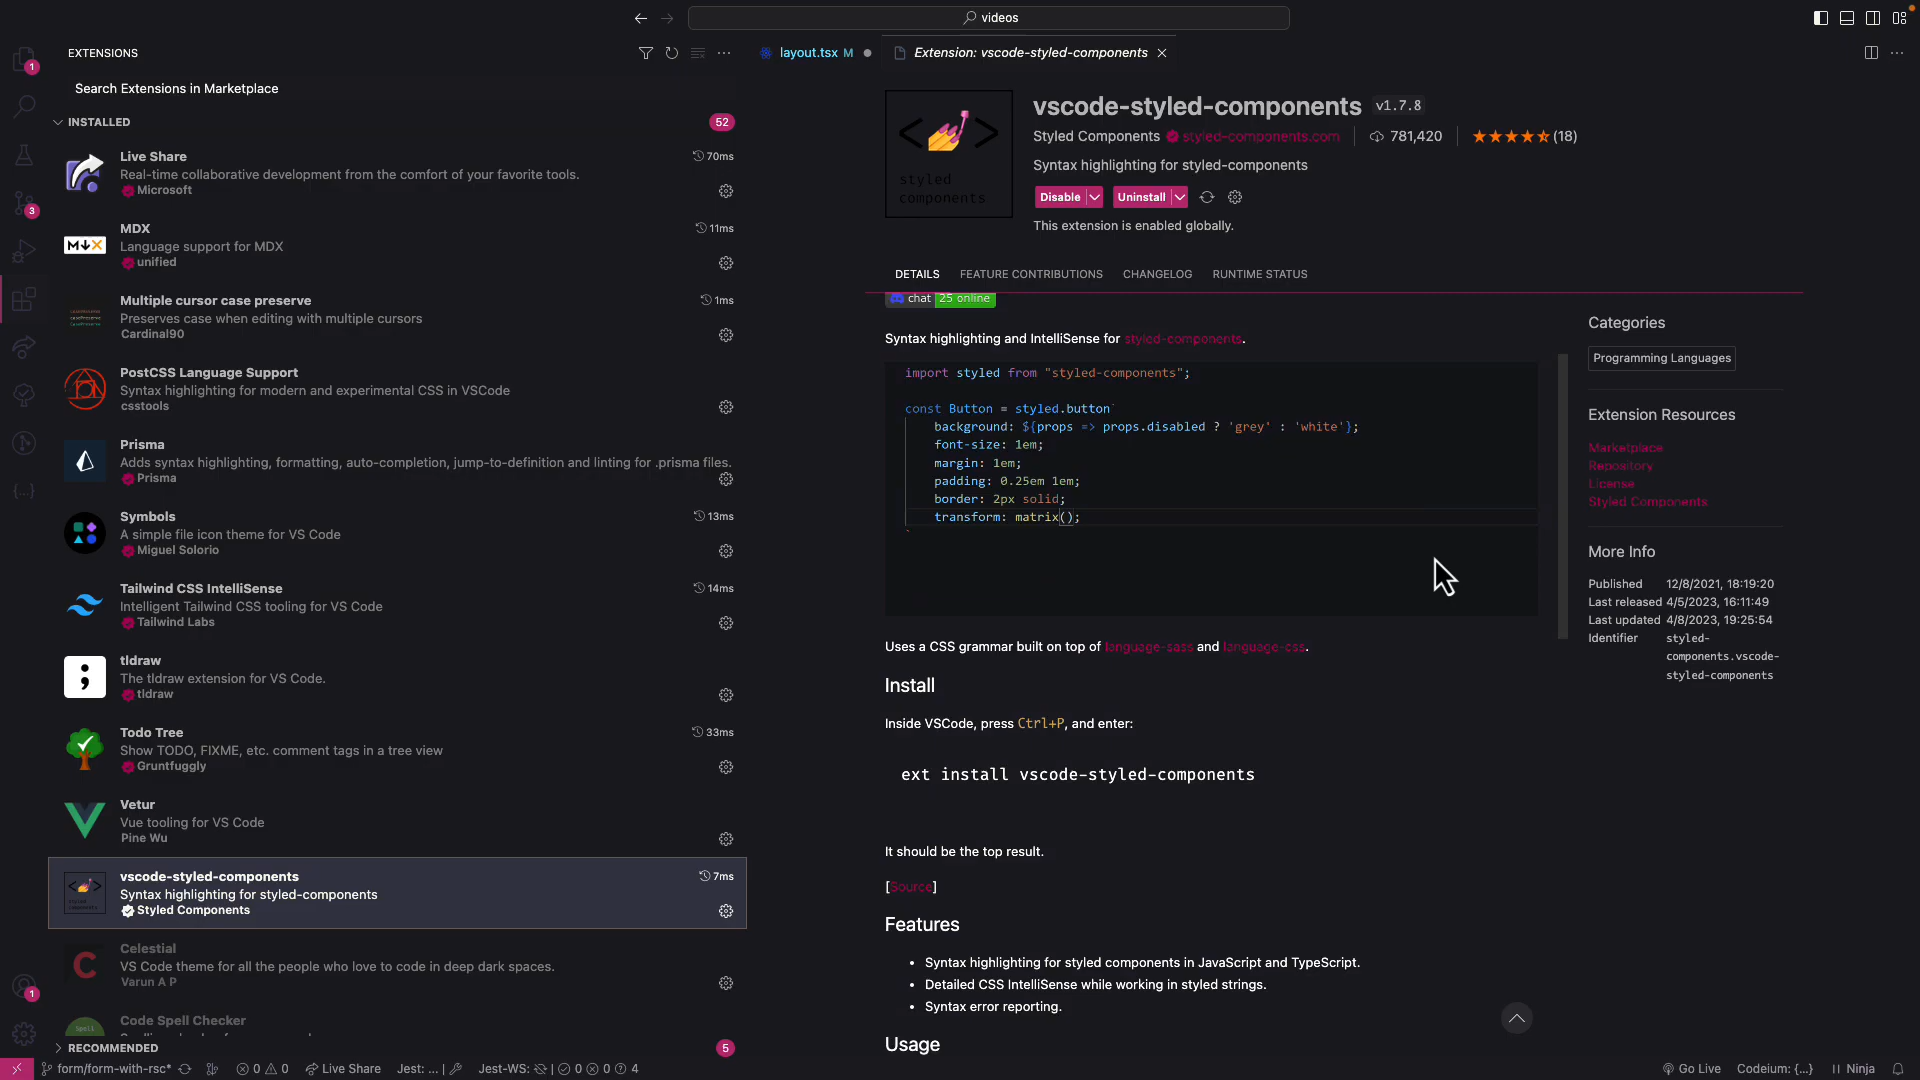 videos
EXTENSIONS
layout.tsx M
Extension: vscode-styled-components
1
Search Extensions in Marketplace
INSTALLED
52
Live Share
70ms
Real-time collaborative development from the comfort of your favorite tools.
Microsoft
3
MDX
11ms
Language support for MDX
unified
Multiple cursor case preserve
1ms
Preserves case when editing with multiple cursors
Cardinal90
PostCSS Language Support
Syntax highlighting for modern and experimental CSS in VSCode
csstools
Prisma
Adds syntax highlighting, formatting, auto-completion, jump-to-definition and linting for .prisma files.
Prisma
Symbols
13ms
A simple file icon theme for VS Code
Miguel Solorio
Tailwind CSS IntelliSense
14ms
Intelligent Tailwind CSS tooling for VS Code
Tailwind Labs
tldraw
The tldraw extension for VS Code.
tldraw
Todo Tree
33ms
Show TODO, FIXME, etc. comment tags in a tree view
Gruntfuggly
Vetur
Vue tooling for VS Code
Pine Wu
vscode-styled-components
7ms
Syntax highlighting for styled-components
Styled Components
Celestial
VS Code theme for all the people who love to code in deep dark spaces.
Varun A P
1
Code Spell Checker
RECOMMENDED
5
styled
components
vscode-styled-components v1.7.8
Styled Components styled-components.com 781,420 (18)
Syntax highlighting for styled-components
Disable
Uninstall
This extension is enabled globally.
DETAILS FEATURE CONTRIBUTIONS CHANGELOG RUNTIME STATUS
chat 25 online
Syntax highlighting and IntelliSense for styled-components.
import styled from "styled-components";
const Button = styled.button`
background: ${props => props.disabled ? 'grey' : 'white'};
font-size: 1em;
margin: 1em;
padding: 0.25em 1em;
border: 2px solid;
transform: matrix();
`
Uses a CSS grammar built on top of language-sass and language-css.
Install
Inside VSCode, press Ctrl+P, and enter:
ext install vscode-styled-components
It should be the top result.
[Source]
Features
• Syntax highlighting for styled components in JavaScript and TypeScript.
• Detailed CSS IntelliSense while working in styled strings.
• Syntax error reporting.
Usage
Categories
Programming Languages
Extension Resources
Marketplace
Repository
License
Styled Components
More Info
Published 12/8/2021, 18:19:20
Last released 4/5/2023, 16:11:49
Last updated 4/8/2023, 19:25:54
Identifier styled-
components.vscode-
styled-components
form/form-with-rsc* 0 0 Live Share Jest: ... | Jest-WS: | 0 0 4
Go Live Codeium: {...} Ninja